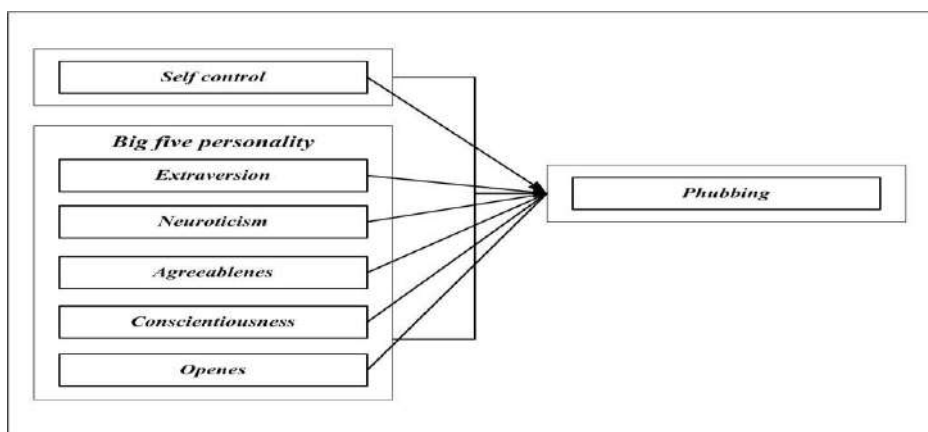 Self control
Big five personality
Extraversion
Neuroticism
Agreeablenes
Conscientiousness
Openes
Phubbing